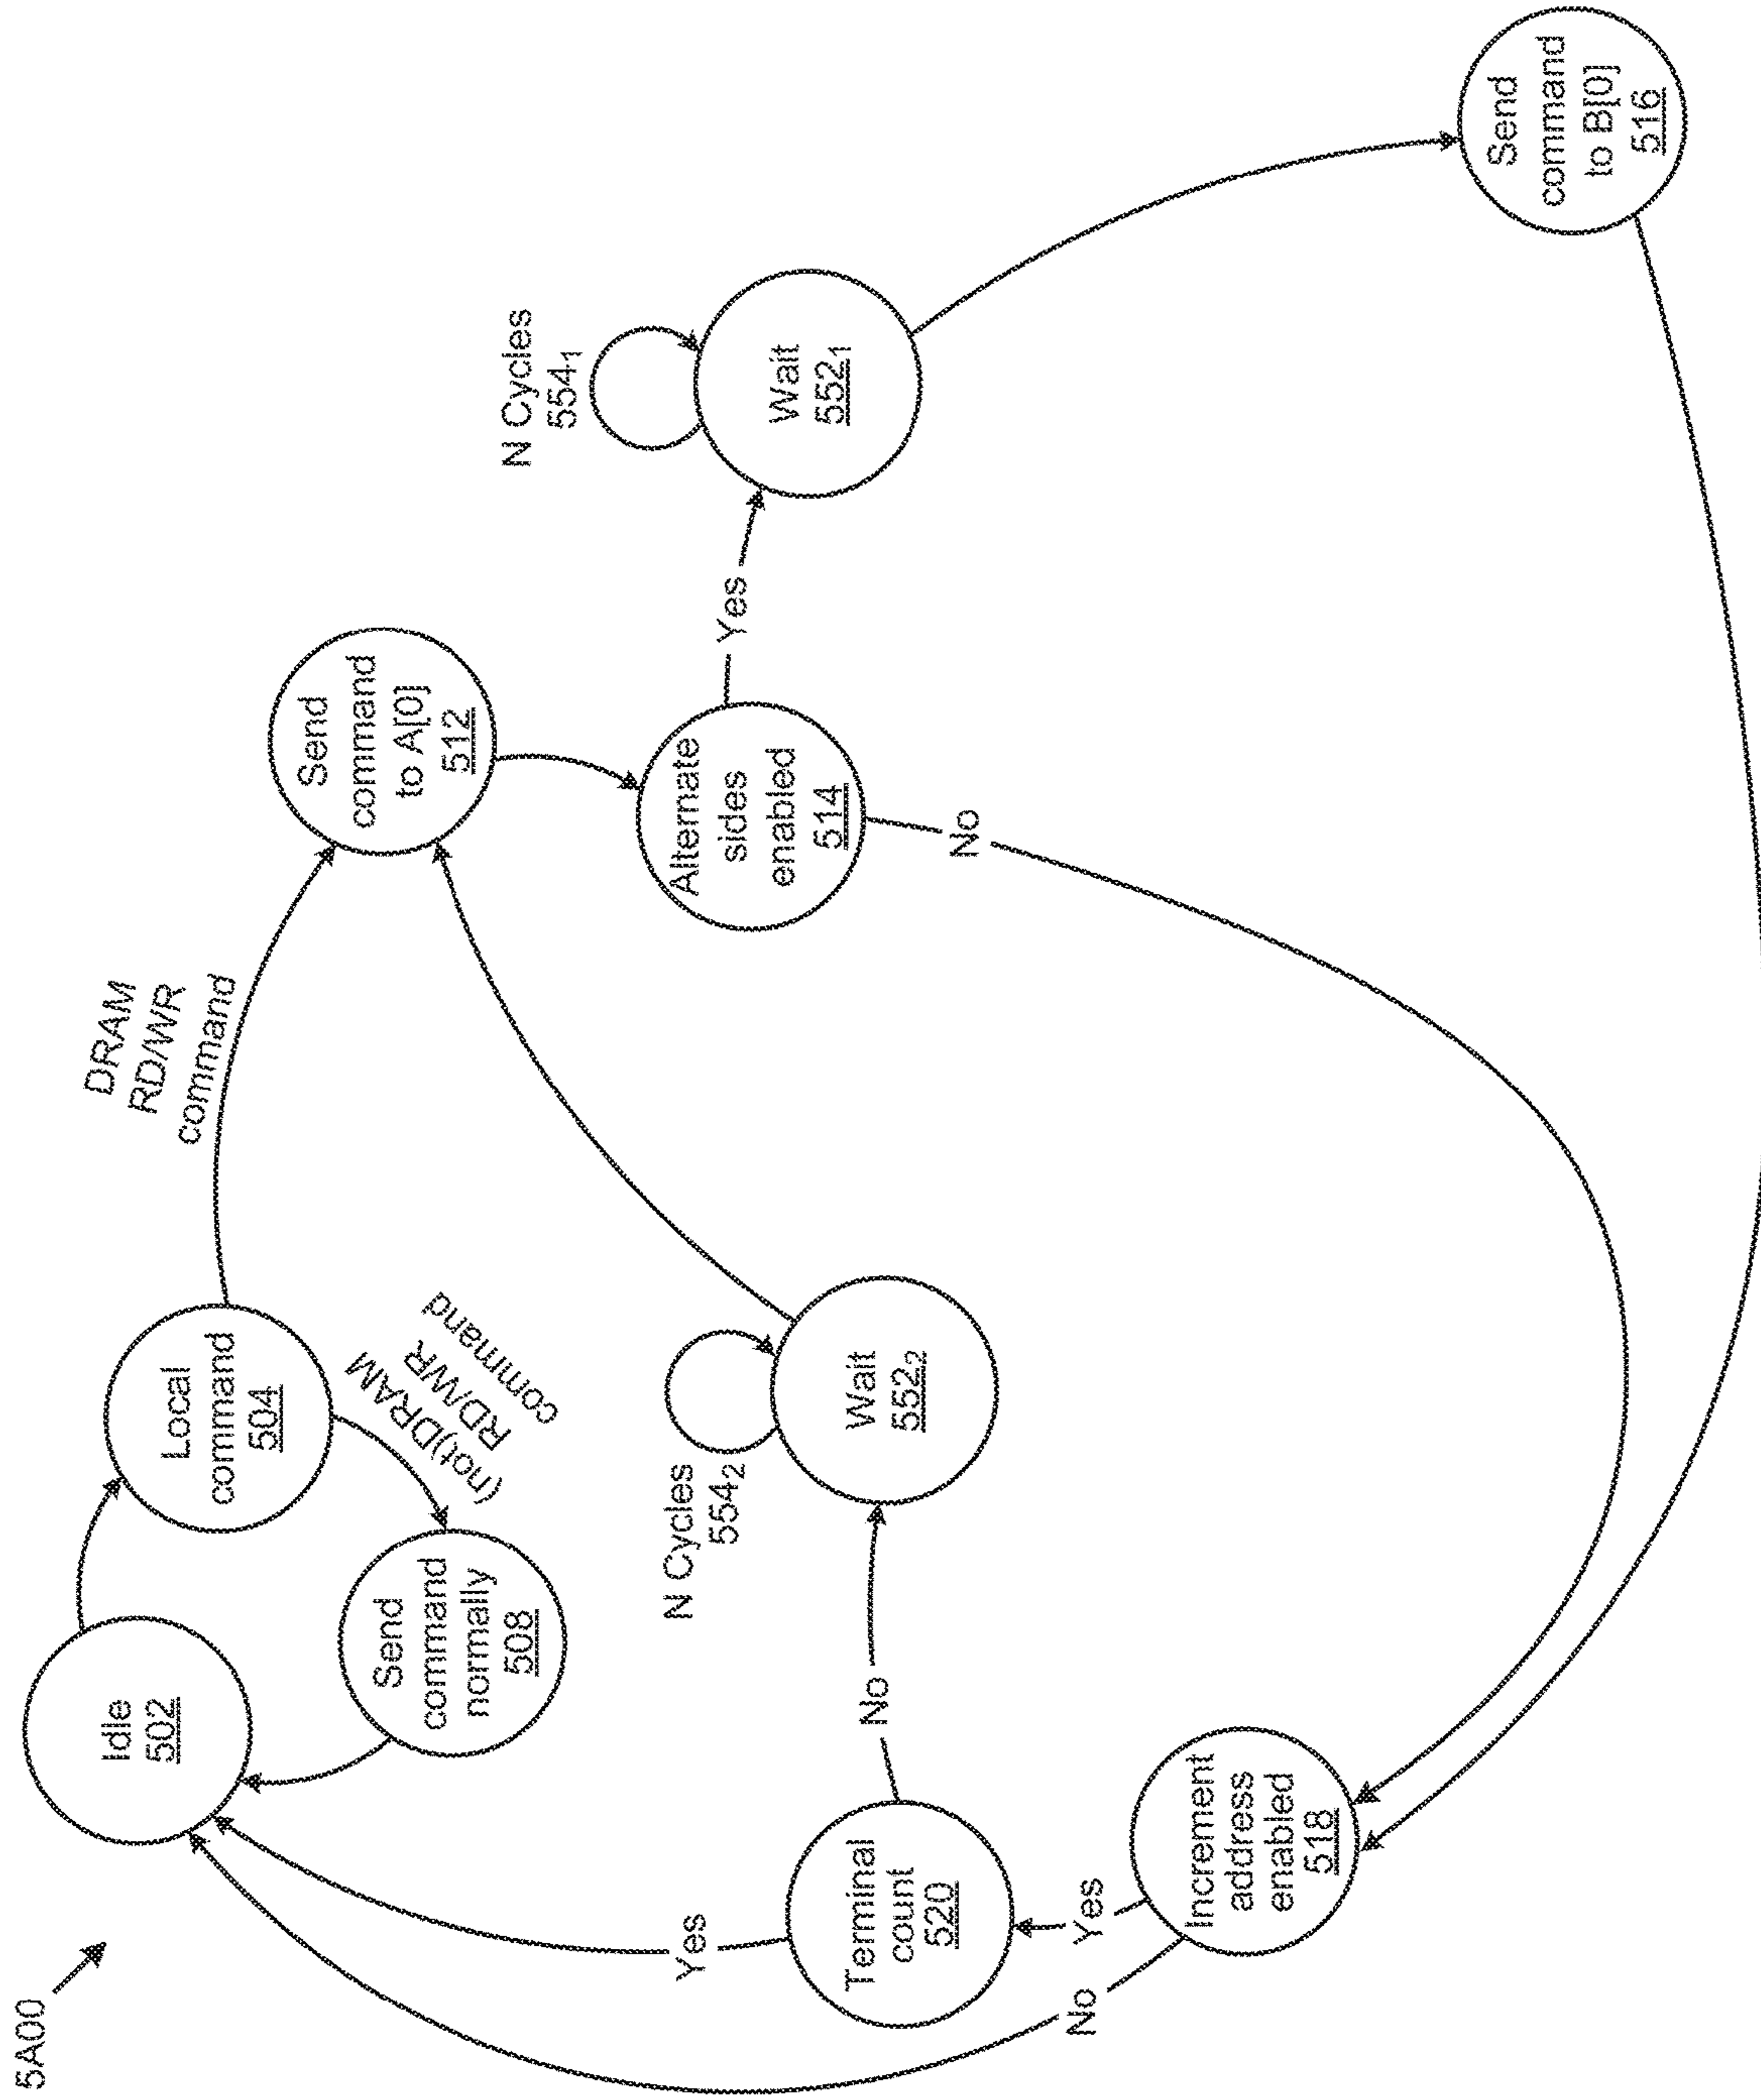 5A00
Idle
502
Local
command
504
DRAM
RD/WR
command
Send
command
normally
508
(not)DRAM
RD/WR
command
Send
command
to A[0]
512
Alternate
sides
enabled
514
Yes
N Cycles
554₁
Wait
552₁
Send
command
to B[0]
516
No
N Cycles
554₂
Wait
552₂
No
Terminal
count
520
Yes
Yes
Increment
address
enabled
518
No